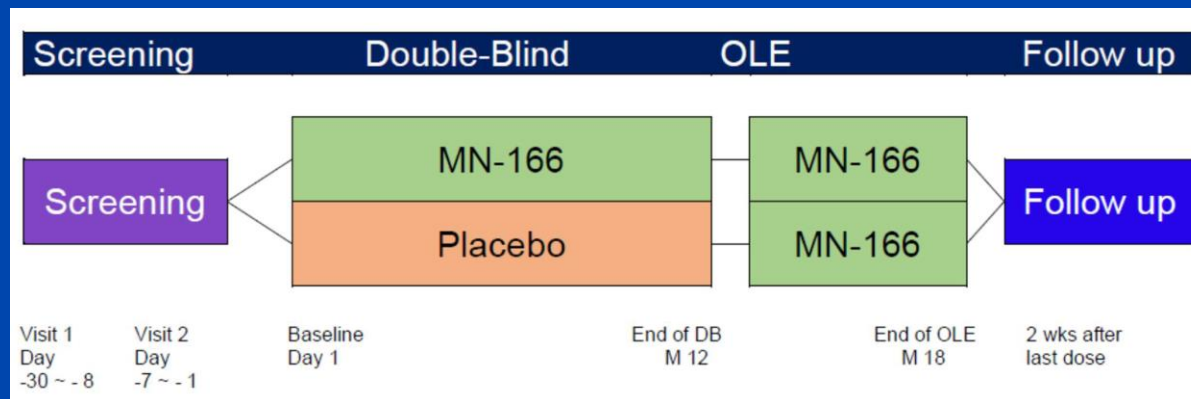 Screening Double-Blind OLE Follow up
MN-166 MN-166
Screening Follow up
Placebo MN-166
Visit 1 Visit 2 Baseline End of DB End of OLE 2 wks after
Day Day Day 1 M 12 M 18 last dose
-30 ~ - 8 -7 ~ - 1